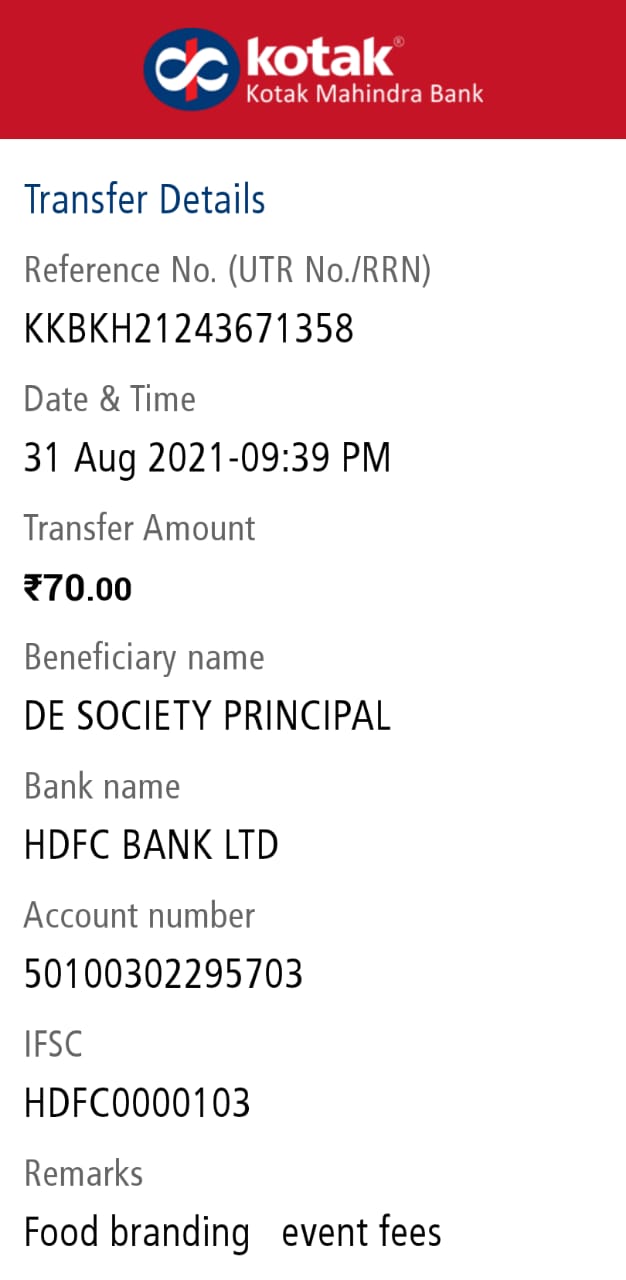 kotak®
Kotak Mahindra Bank
Transfer Details
Reference No. (UTR No./RRN)
KKBKH21243671358
Date & Time
31 Aug 2021-09:39 PM
Transfer Amount
₹70.00
Beneficiary name
DE SOCIETY PRINCIPAL
Bank name
HDFC BANK LTD
Account number
50100302295703
IFSC
HDFC0000103
Remarks
Food branding event fees